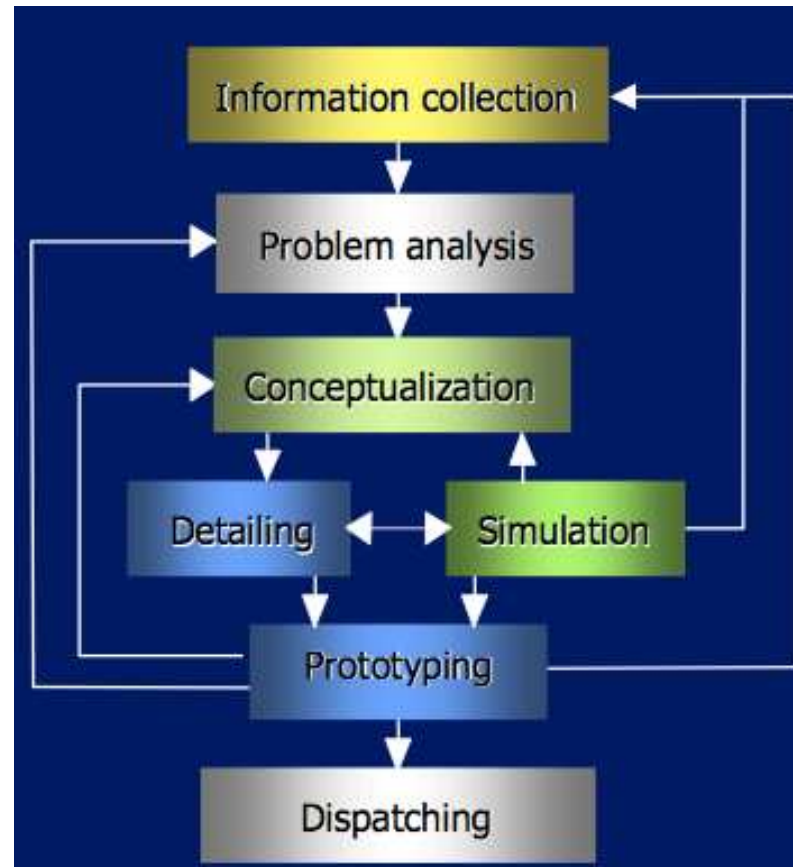 Information collection
Problem analysis
Conceptualization
Detailing
Simulation
Prototyping
Dispatching